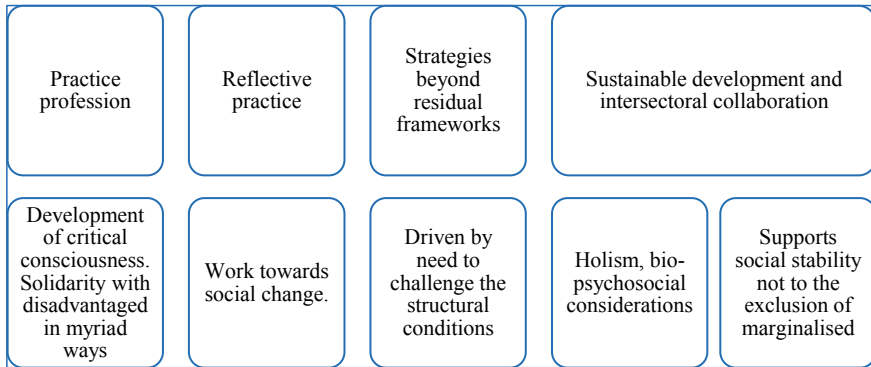 Practice
profession
Reflective
practice
Strategies
beyond
residual
frameworks
Sustainable development and
intersectoral collaboration
Development
of critical
consciousness.
Solidarity with
disadvantaged
in myriad
ways
Work towards
social change.
Driven by
need to
challenge the
structural
conditions
Holism, bio-
psychosocial
considerations
Supports
social stability
not to the
exclusion of
marginalised